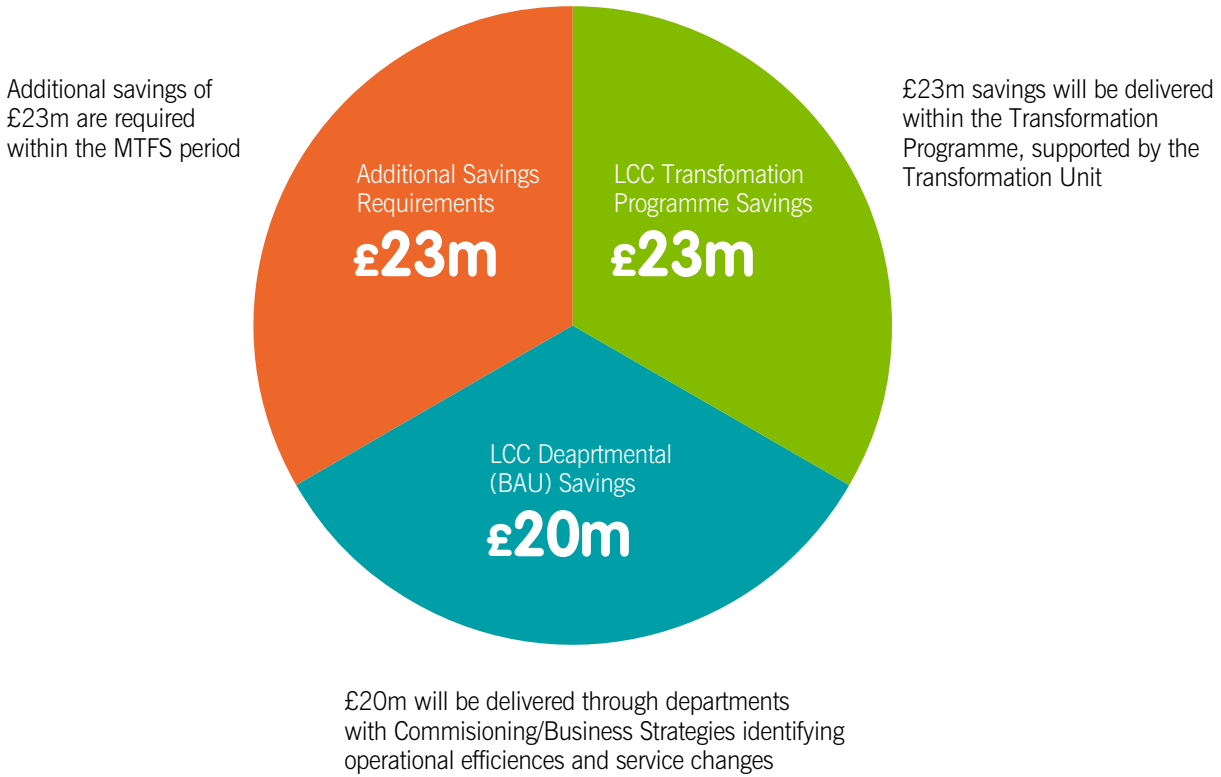 Additional savings of
£23m are required
within the MTFS period
£23m savings will be delivered
within the Transformation
Programme, supported by the
Transformation Unit
Additional Savings
Requirements
£23m
LCC Transfomation
Programme Savings
£23m
LCC Deaprtmental
(BAU) Savings
£20m
£20m will be delivered through departments
with Commisioning/Business Strategies identifying
operational efficiences and service changes